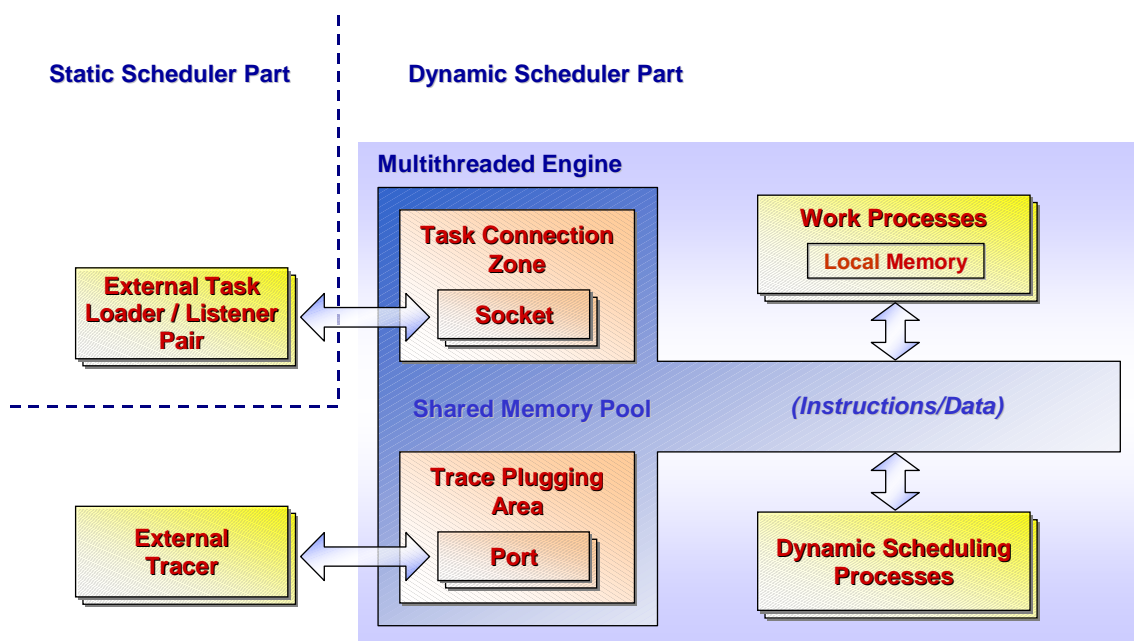 Static Scheduler Part
Dynamic Scheduler Part
Multithreaded Engine
Task Connection
Zone
Socket
Work Processes
Local Memory
External Task
Loader / Listener
Pair
Shared Memory Pool
(Instructions/Data)
Trace Plugging
Area
Port
External
Tracer
Dynamic Scheduling
Processes